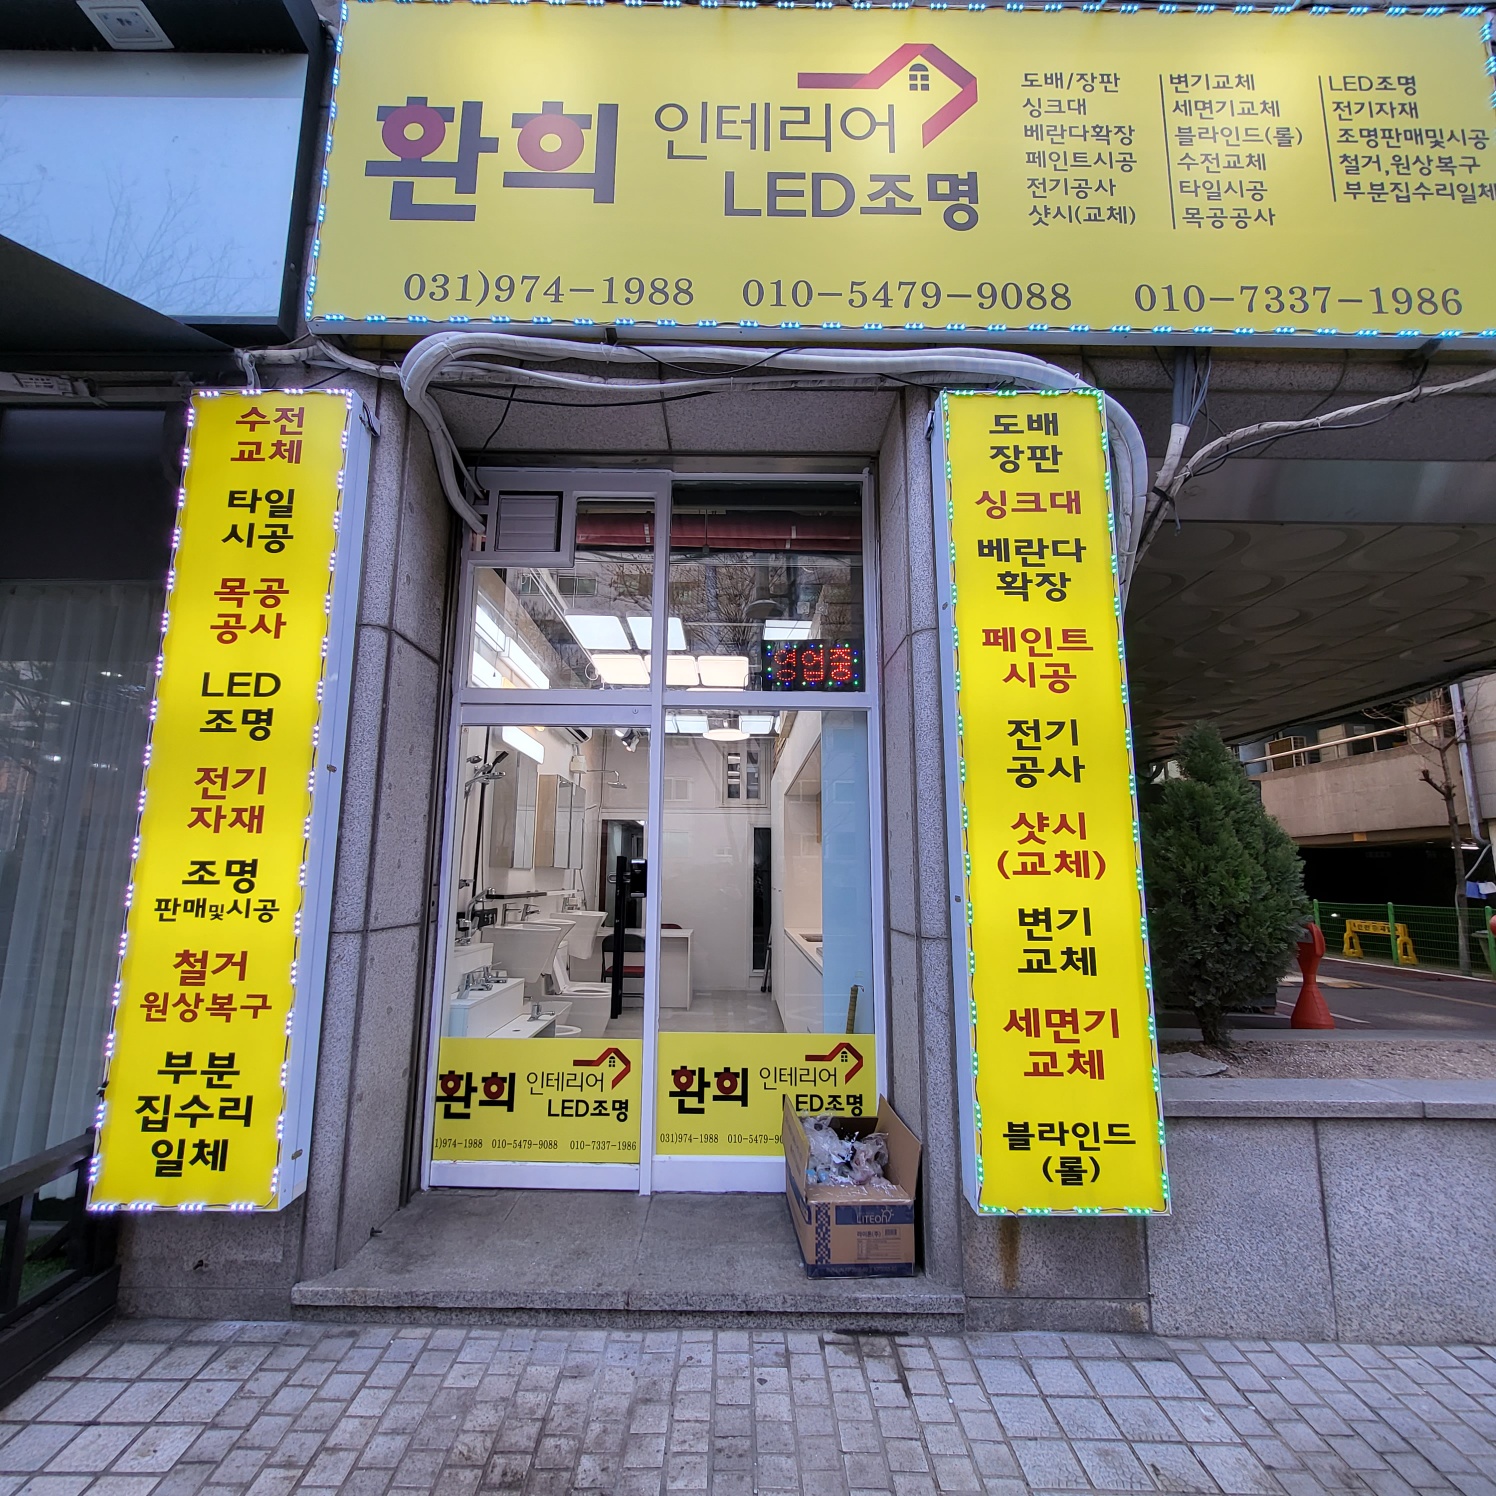 환희 인테리어
LED조명
도배/장판
싱크대
베란다확장
페인트시공
전기공사
샷시(교체)
변기교체
세면기교체
블라인드(롤)
수전교체
타일시공
목공공사
LED조명
전기자재
조명판매및시공
철거,원상복구
부분집수리일체
031)974-1988 010-5479-9088 010-7337-1986
수전
교체
타일
시공
목공
공사
LED
조명
전기
자재
조명
판매및시공
철거
원상복구
부분
집수리
일체
영업중
환희 인테리어
LED조명
1)974-1988 010-5479-9088 010-7337-1986
환희 인테리어
LED조명
031)974-1988 010-5479-90
LITEON
도배
장판
싱크대
베란다
확장
페인트
시공
전기
공사
샷시
(교체)
변기
교체
세면기
교체
블라인드
(롤)